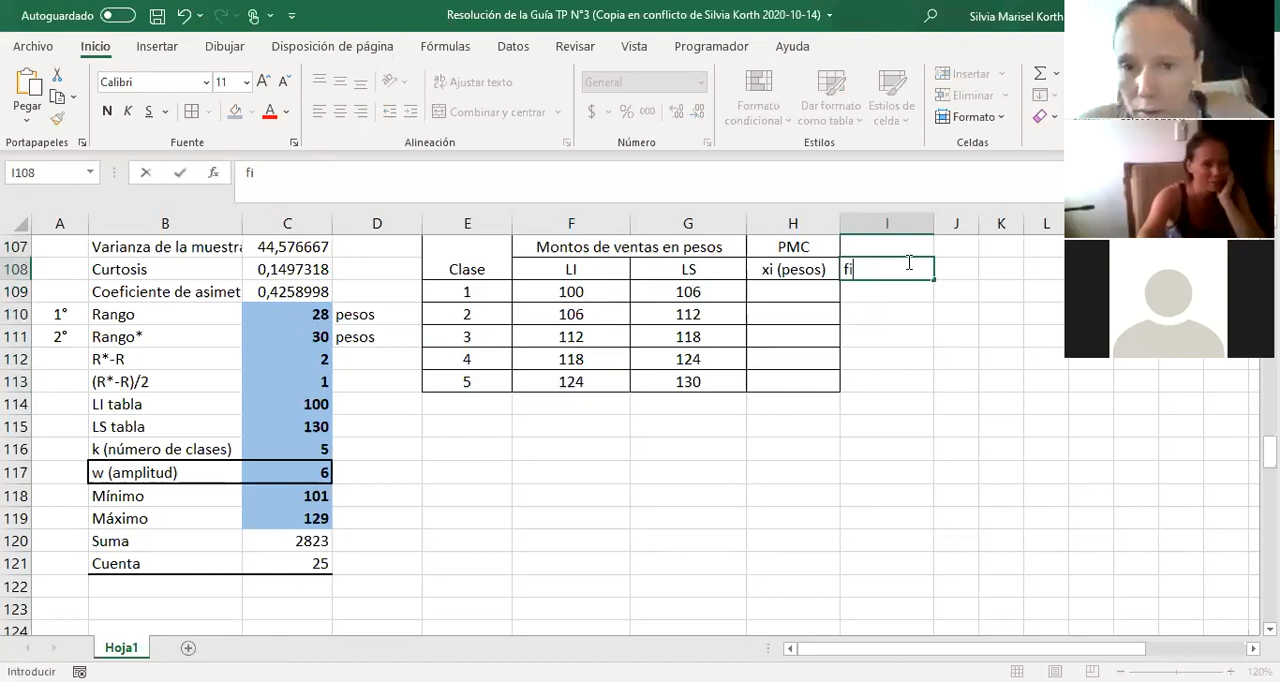 Autoguardado
Resolución de la Guía TP N°3 (Copia en conflicto de Silvia Korth 2020-10-14)
Silvia Marisel Korth
Archivo Inicio Insertar Dibujar Disposición de página Fórmulas Datos Revisar Vista Programador Ayuda
Pegar
Calibri 11
N K S
Ajustar texto
Combinar y centrar
General
$ % 000
Formato condicional
Dar formato como tabla
Estilos de celda
Insertar
Eliminar
Formato
Portapapeles Fuente Alineación Número Estilos Celdas
I108 fx fi
A B C D E F G H I J K L
107 Varianza de la muestra 44,576667 Montos de ventas en pesos PMC
108 Curtosis 0,1497318 Clase LI LS xi (pesos) fi
109 Coeficiente de asimet 0,4258998 1 100 106
110 1° Rango 28 pesos 2 106 112
111 2° Rango* 30 pesos 3 112 118
112 R*-R 2 4 118 124
113 (R*-R)/2 1 5 124 130
114 LI tabla 100
115 LS tabla 130
116 k (número de clases) 5
117 w (amplitud) 6
118 Mínimo 101
119 Máximo 129
120 Suma 2823
121 Cuenta 25
122
123
124
Hoja1
Introducir
120%